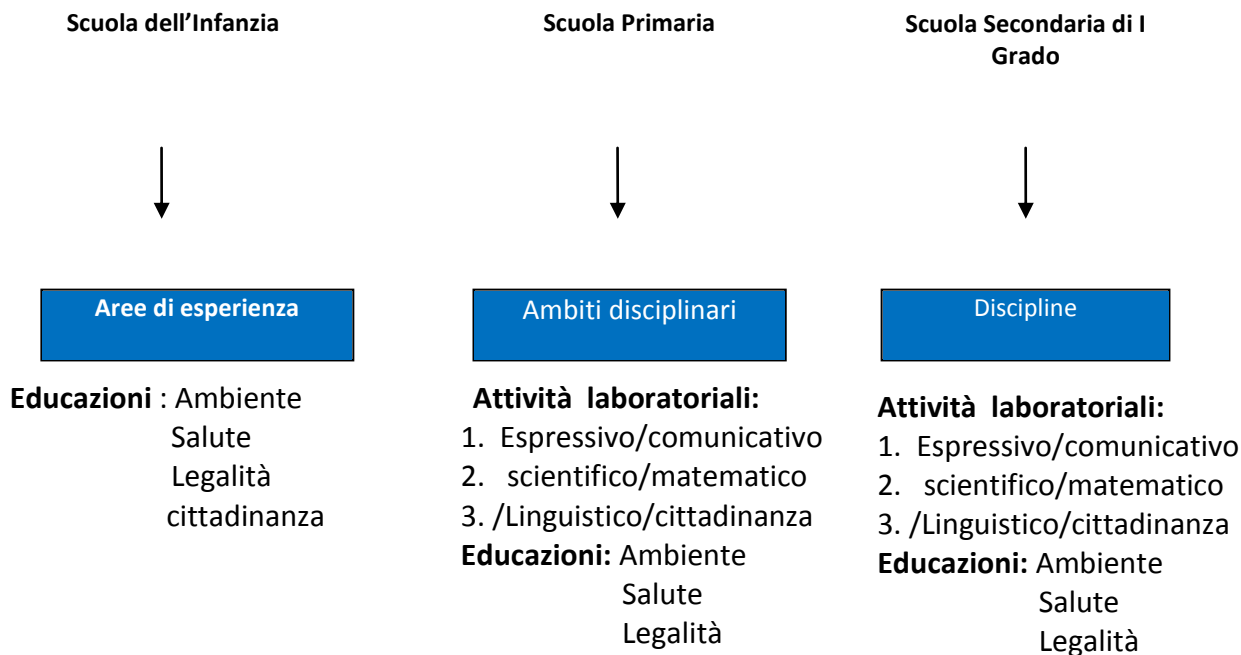 Scuola dell’Infanzia
Scuola Primaria
Scuola Secondaria di I
Grado
Aree di esperienza
Ambiti disciplinari
Discipline
Educazioni : Ambiente
Salute
Legalità
cittadinanza
Attività laboratoriali:
1. Espressivo/comunicativo
2. scientifico/matematico
3. /Linguistico/cittadinanza
Educazioni: Ambiente
Salute
Legalità
Attività laboratoriali:
1. Espressivo/comunicativo
2. scientifico/matematico
3. /Linguistico/cittadinanza
Educazioni: Ambiente
Salute
Legalità